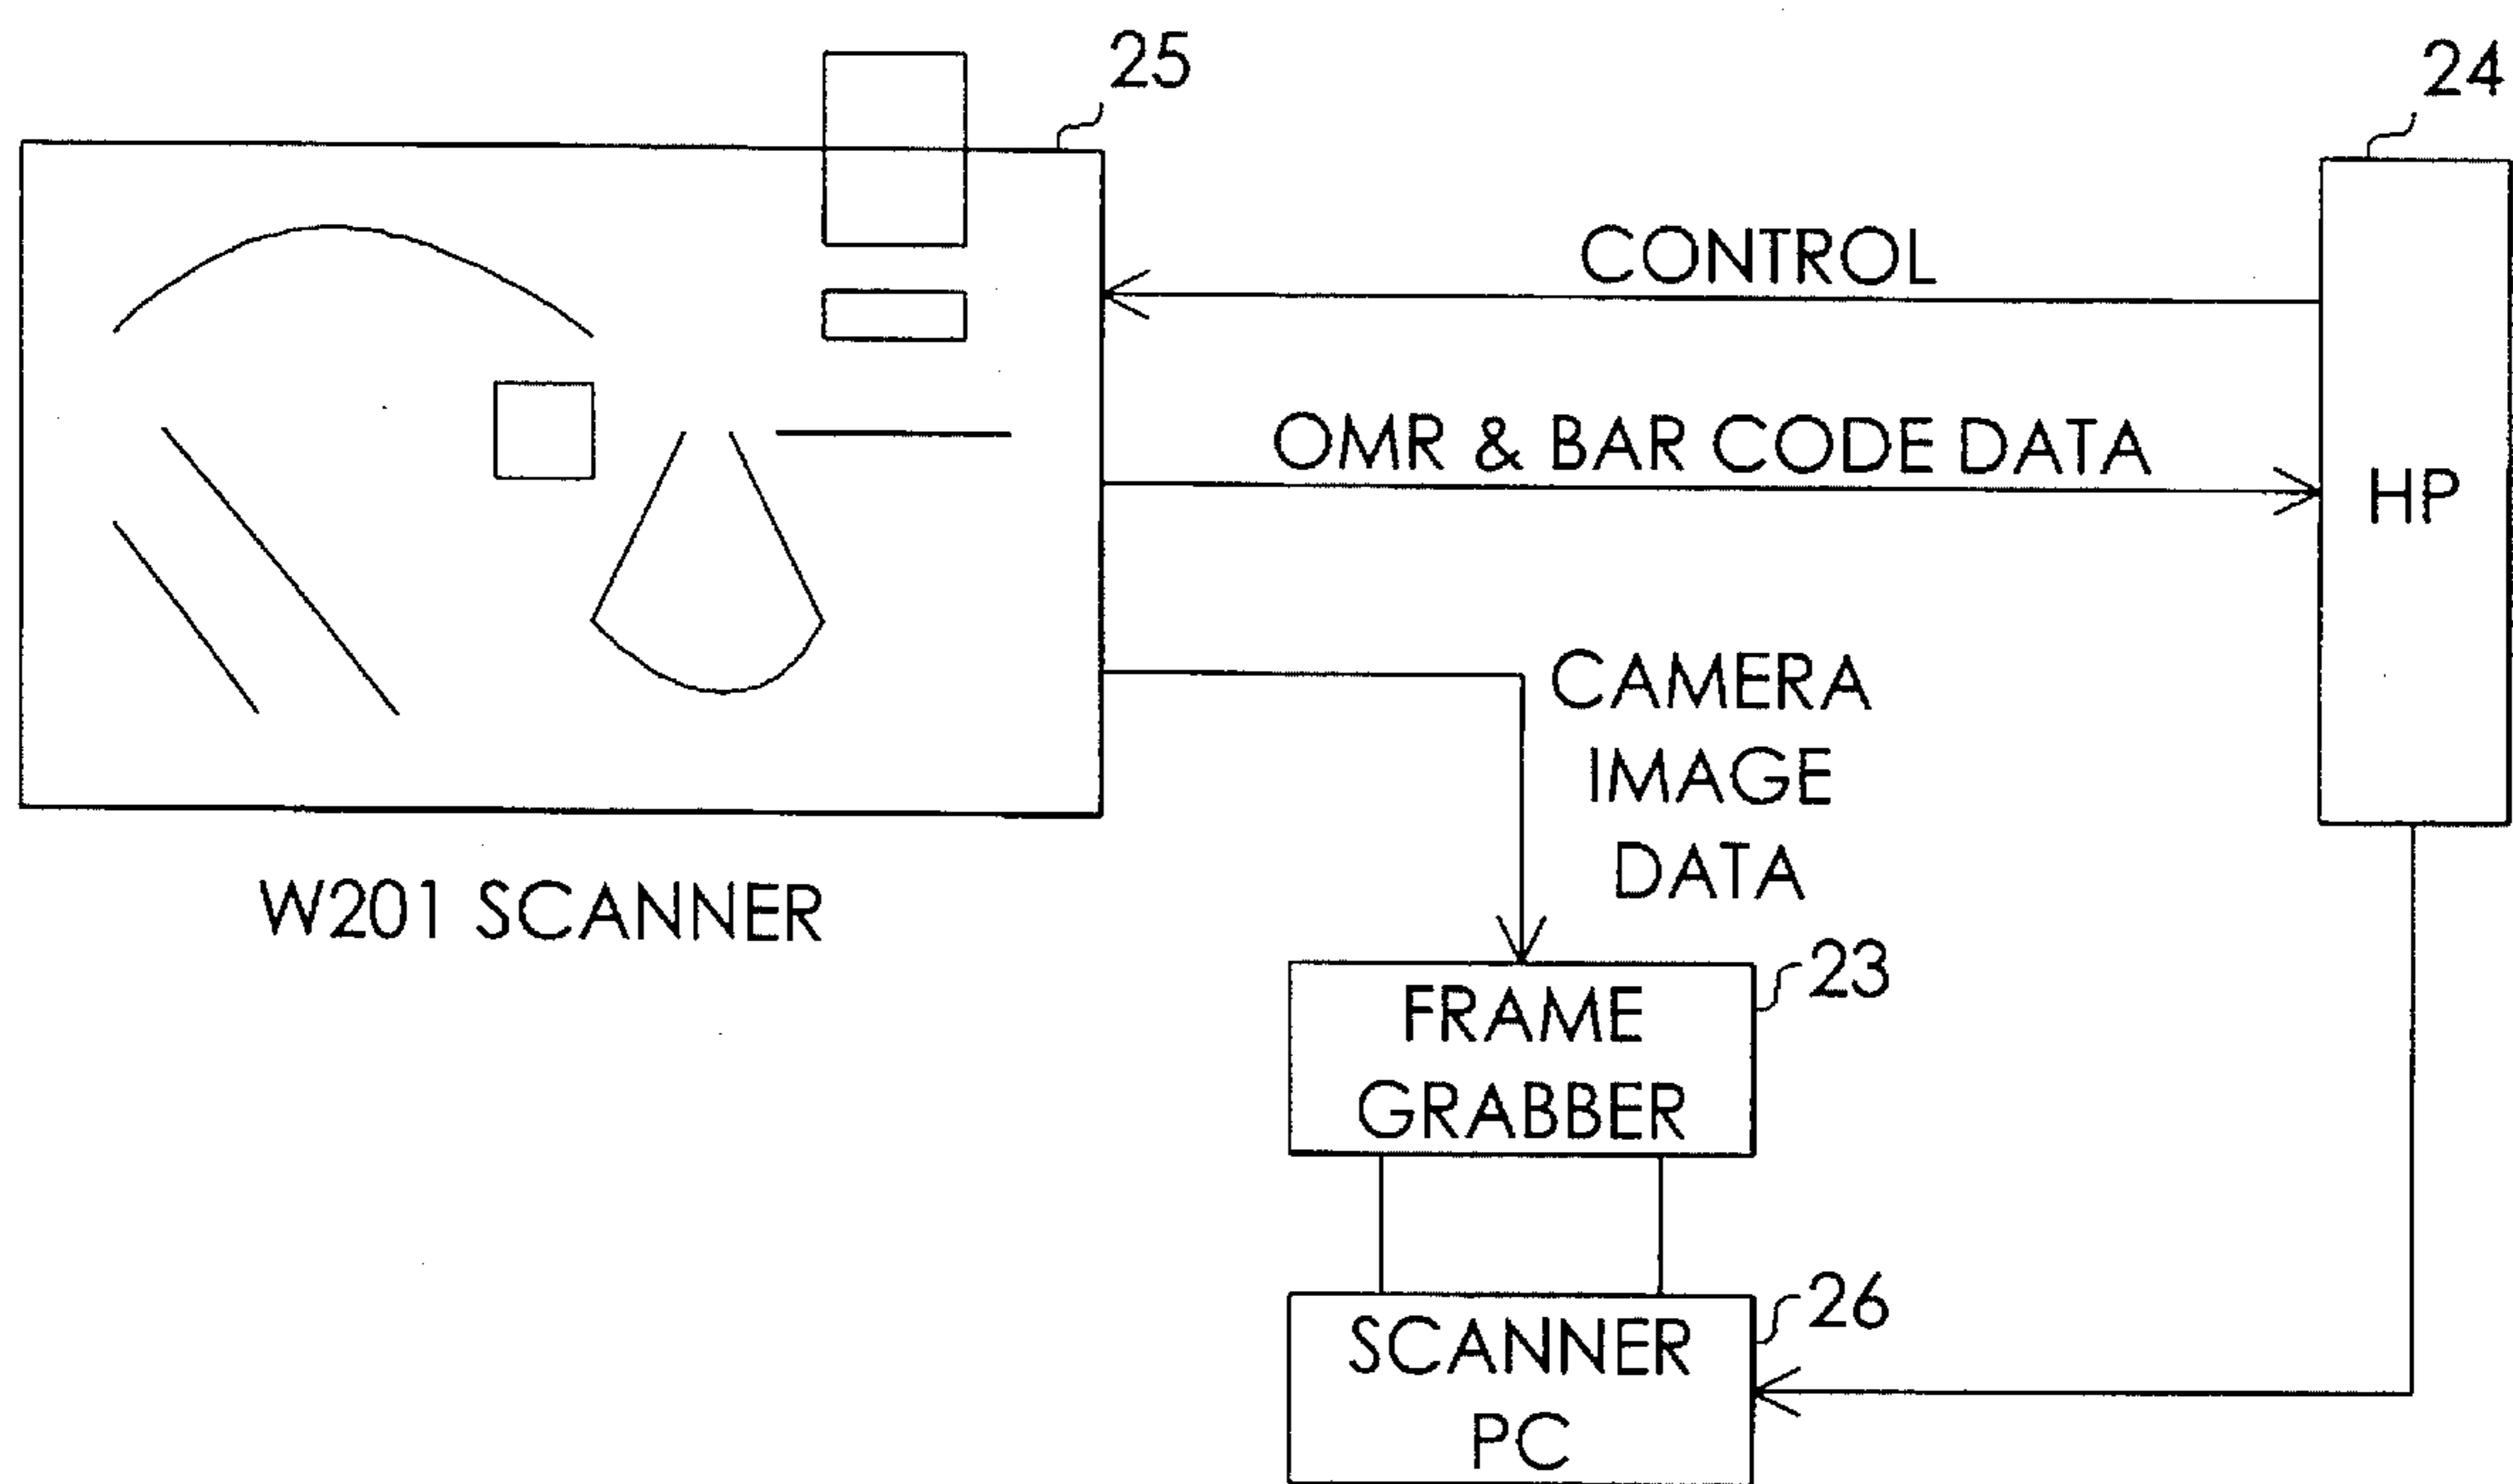 25
24
CONTROL
OMR & BAR CODE DATA
HP
CAMERA
IMAGE
DATA
W201 SCANNER
23
FRAME
GRABBER
26
SCANNER
PC